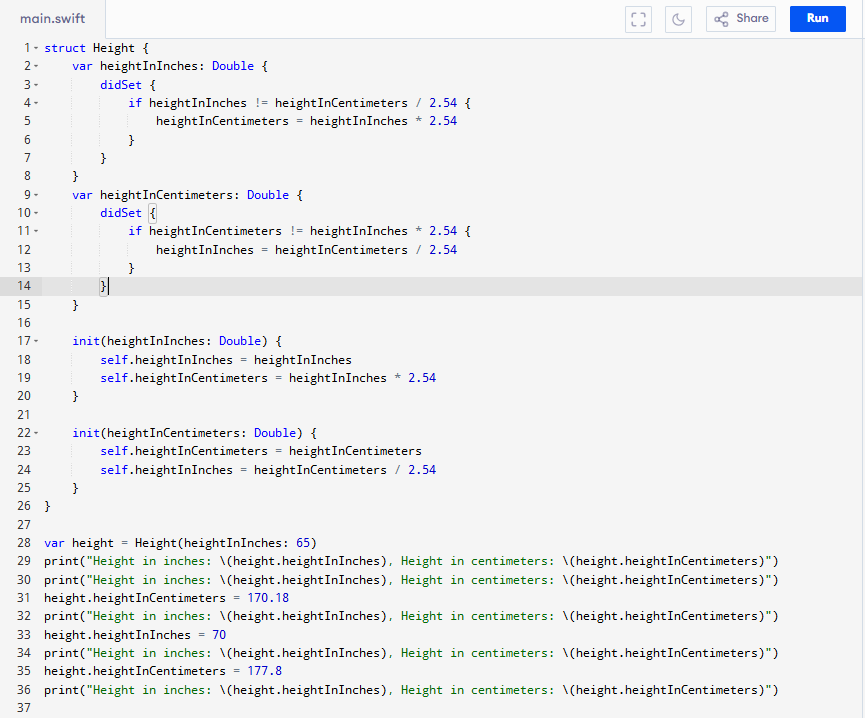 main.swift
Share
Run
1 struct Height {
2     var heightInInches: Double {
3         didSet {
4             if heightInInches != heightInCentimeters / 2.54 {
5                 heightInCentimeters = heightInInches * 2.54
6             }
7         }
8     }
9     var heightInCentimeters: Double {
10         didSet {
11             if heightInCentimeters != heightInInches * 2.54 {
12                 heightInInches = heightInCentimeters / 2.54
13             }
14         }
15     }
16
17     init(heightInInches: Double) {
18         self.heightInInches = heightInInches
19         self.heightInCentimeters = heightInInches * 2.54
20     }
21
22     init(heightInCentimeters: Double) {
23         self.heightInCentimeters = heightInCentimeters
24         self.heightInInches = heightInCentimeters / 2.54
25     }
26 }
27
28 var height = Height(heightInInches: 65)
29 print("Height in inches: \(height.heightInInches), Height in centimeters: \(height.heightInCentimeters)")
30 print("Height in inches: \(height.heightInInches), Height in centimeters: \(height.heightInCentimeters)")
31 height.heightInCentimeters = 170.18
32 print("Height in inches: \(height.heightInInches), Height in centimeters: \(height.heightInCentimeters)")
33 height.heightInInches = 70
34 print("Height in inches: \(height.heightInInches), Height in centimeters: \(height.heightInCentimeters)")
35 height.heightInCentimeters = 177.8
36 print("Height in inches: \(height.heightInInches), Height in centimeters: \(height.heightInCentimeters)")
37